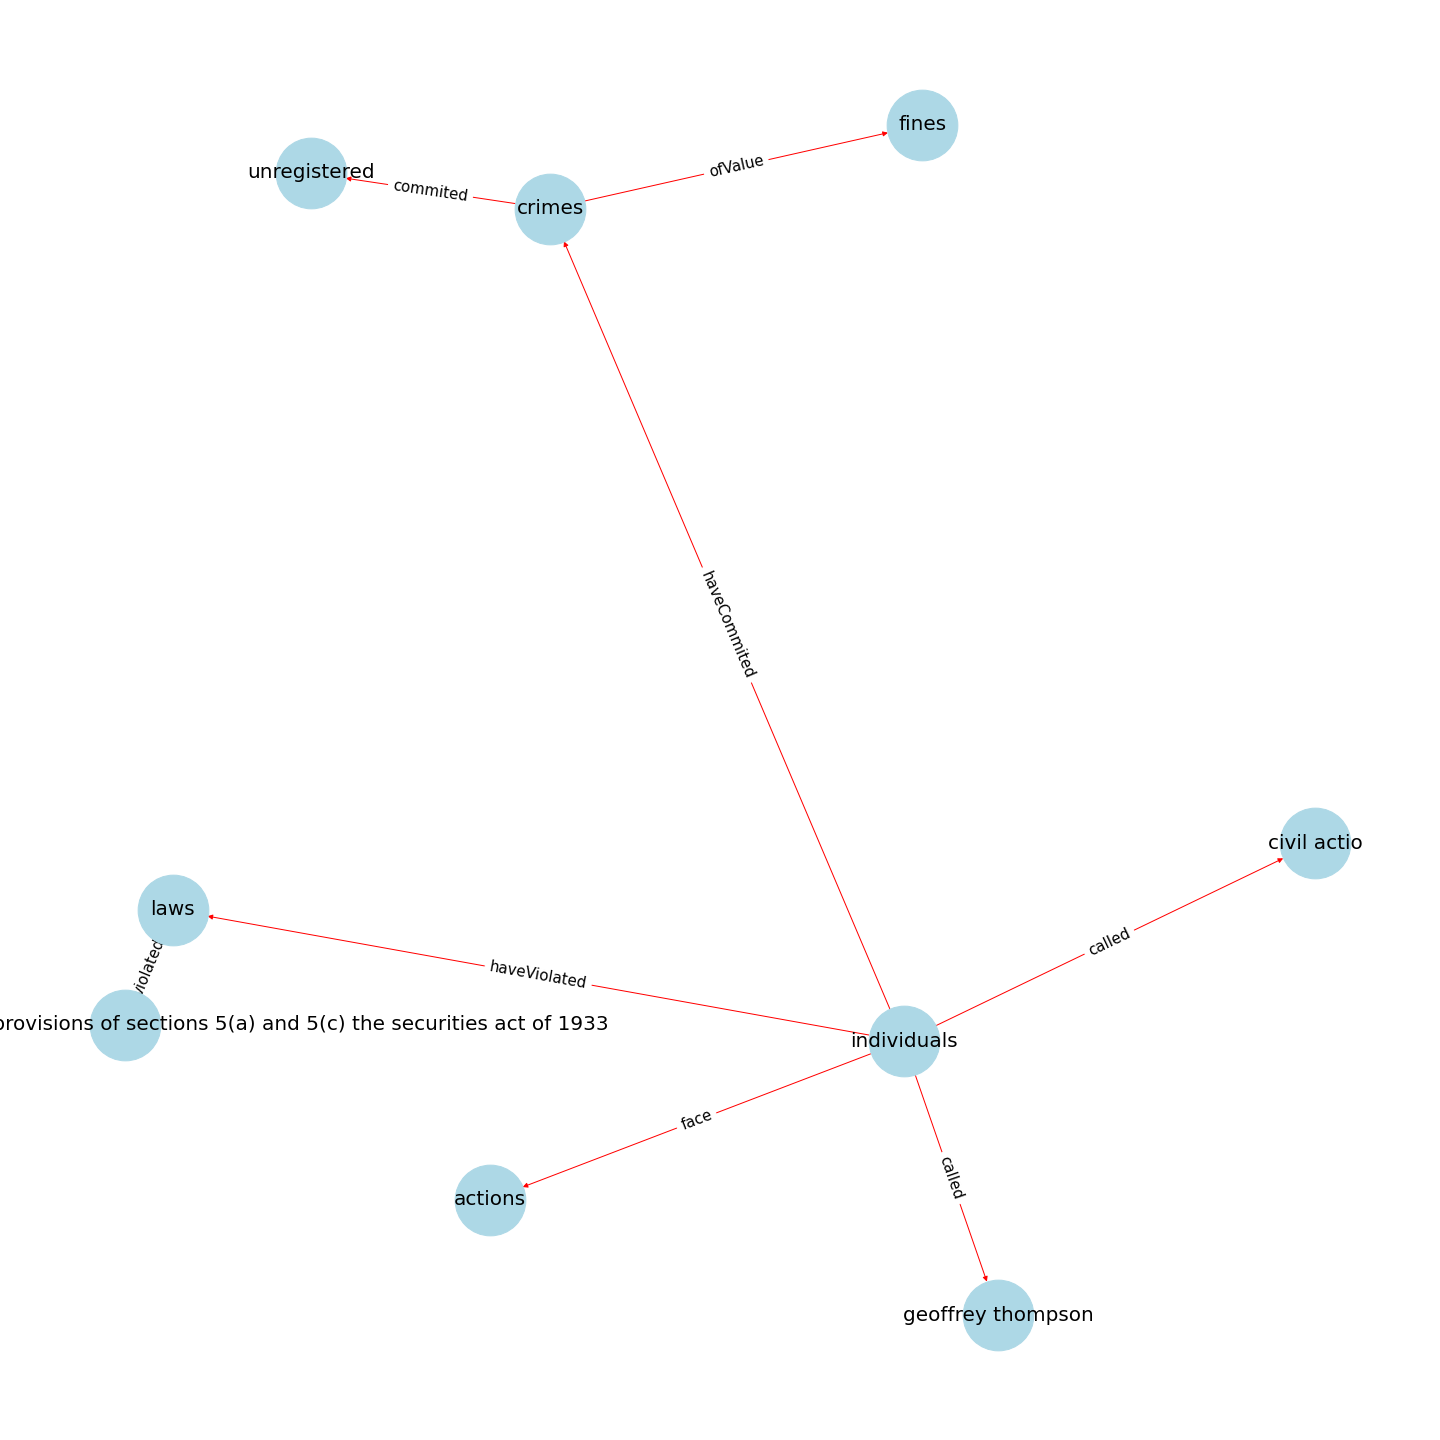 fines
unregistered
commited
ofValue
crimes
haveCommited
civil actio
called
laws
haveViolated
violated
provisions of sections 5(a) and 5(c) the securities act of 1933
individuals
face
called
actions
geoffrey thompson